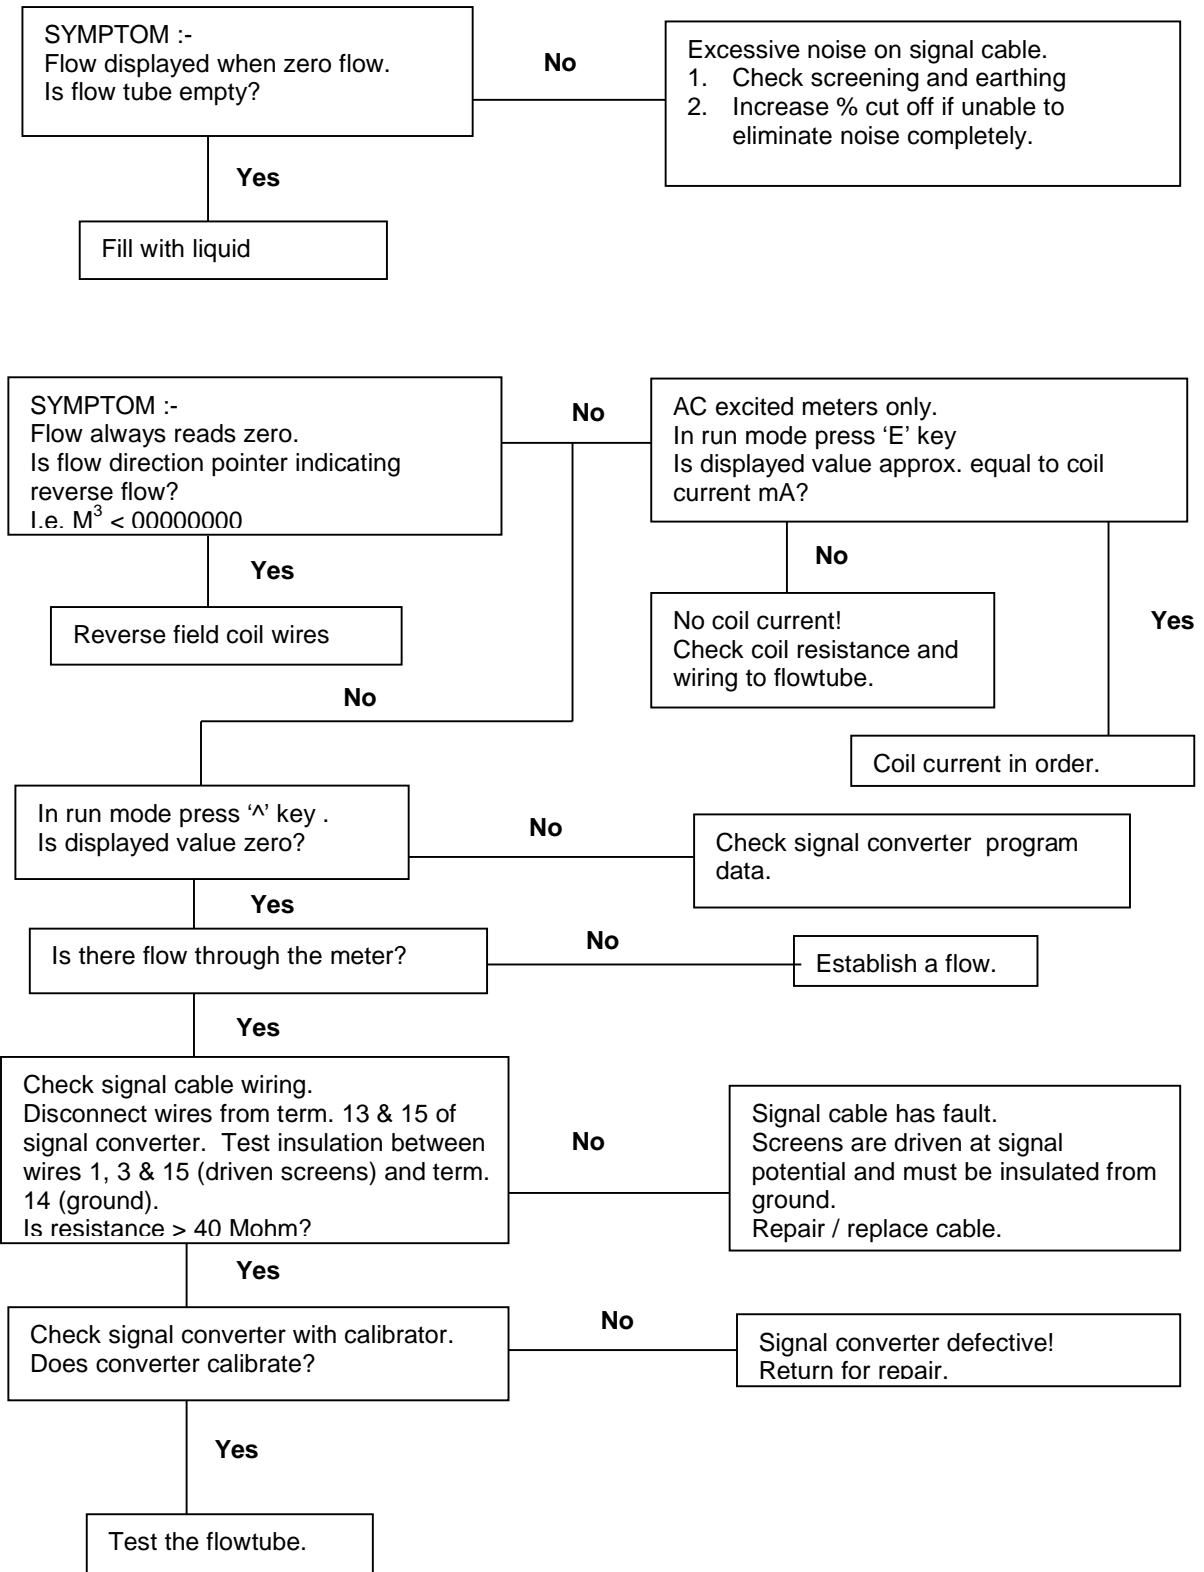 SYMPTOM :-
Flow displayed when zero flow.
Is flow tube empty?
No
Excessive noise on signal cable.
1. Check screening and earthing
2. Increase % cut off if unable to
eliminate noise completely.
Yes
Fill with liquid
SYMPTOM :-
Flow always reads zero.
Is flow direction pointer indicating
reverse flow?
I.e. M³ < 00000000
No
AC excited meters only.
In run mode press ‘E’ key
Is displayed value approx. equal to coil
current mA?
Yes
Reverse field coil wires
No
No coil current!
Check coil resistance and
wiring to flowtube.
Yes
No
Coil current in order.
In run mode press ‘^’ key .
Is displayed value zero?
No
Check signal converter program
data.
Yes
Is there flow through the meter?
No
Establish a flow.
Yes
Check signal cable wiring.
Disconnect wires from term. 13 & 15 of
signal converter. Test insulation between
wires 1, 3 & 15 (driven screens) and term.
14 (ground).
Is resistance > 40 Mohm?
No
Signal cable has fault.
Screens are driven at signal
potential and must be insulated from
ground.
Repair / replace cable.
Yes
Check signal converter with calibrator.
Does converter calibrate?
No
Signal converter defective!
Return for repair.
Yes
Test the flowtube.